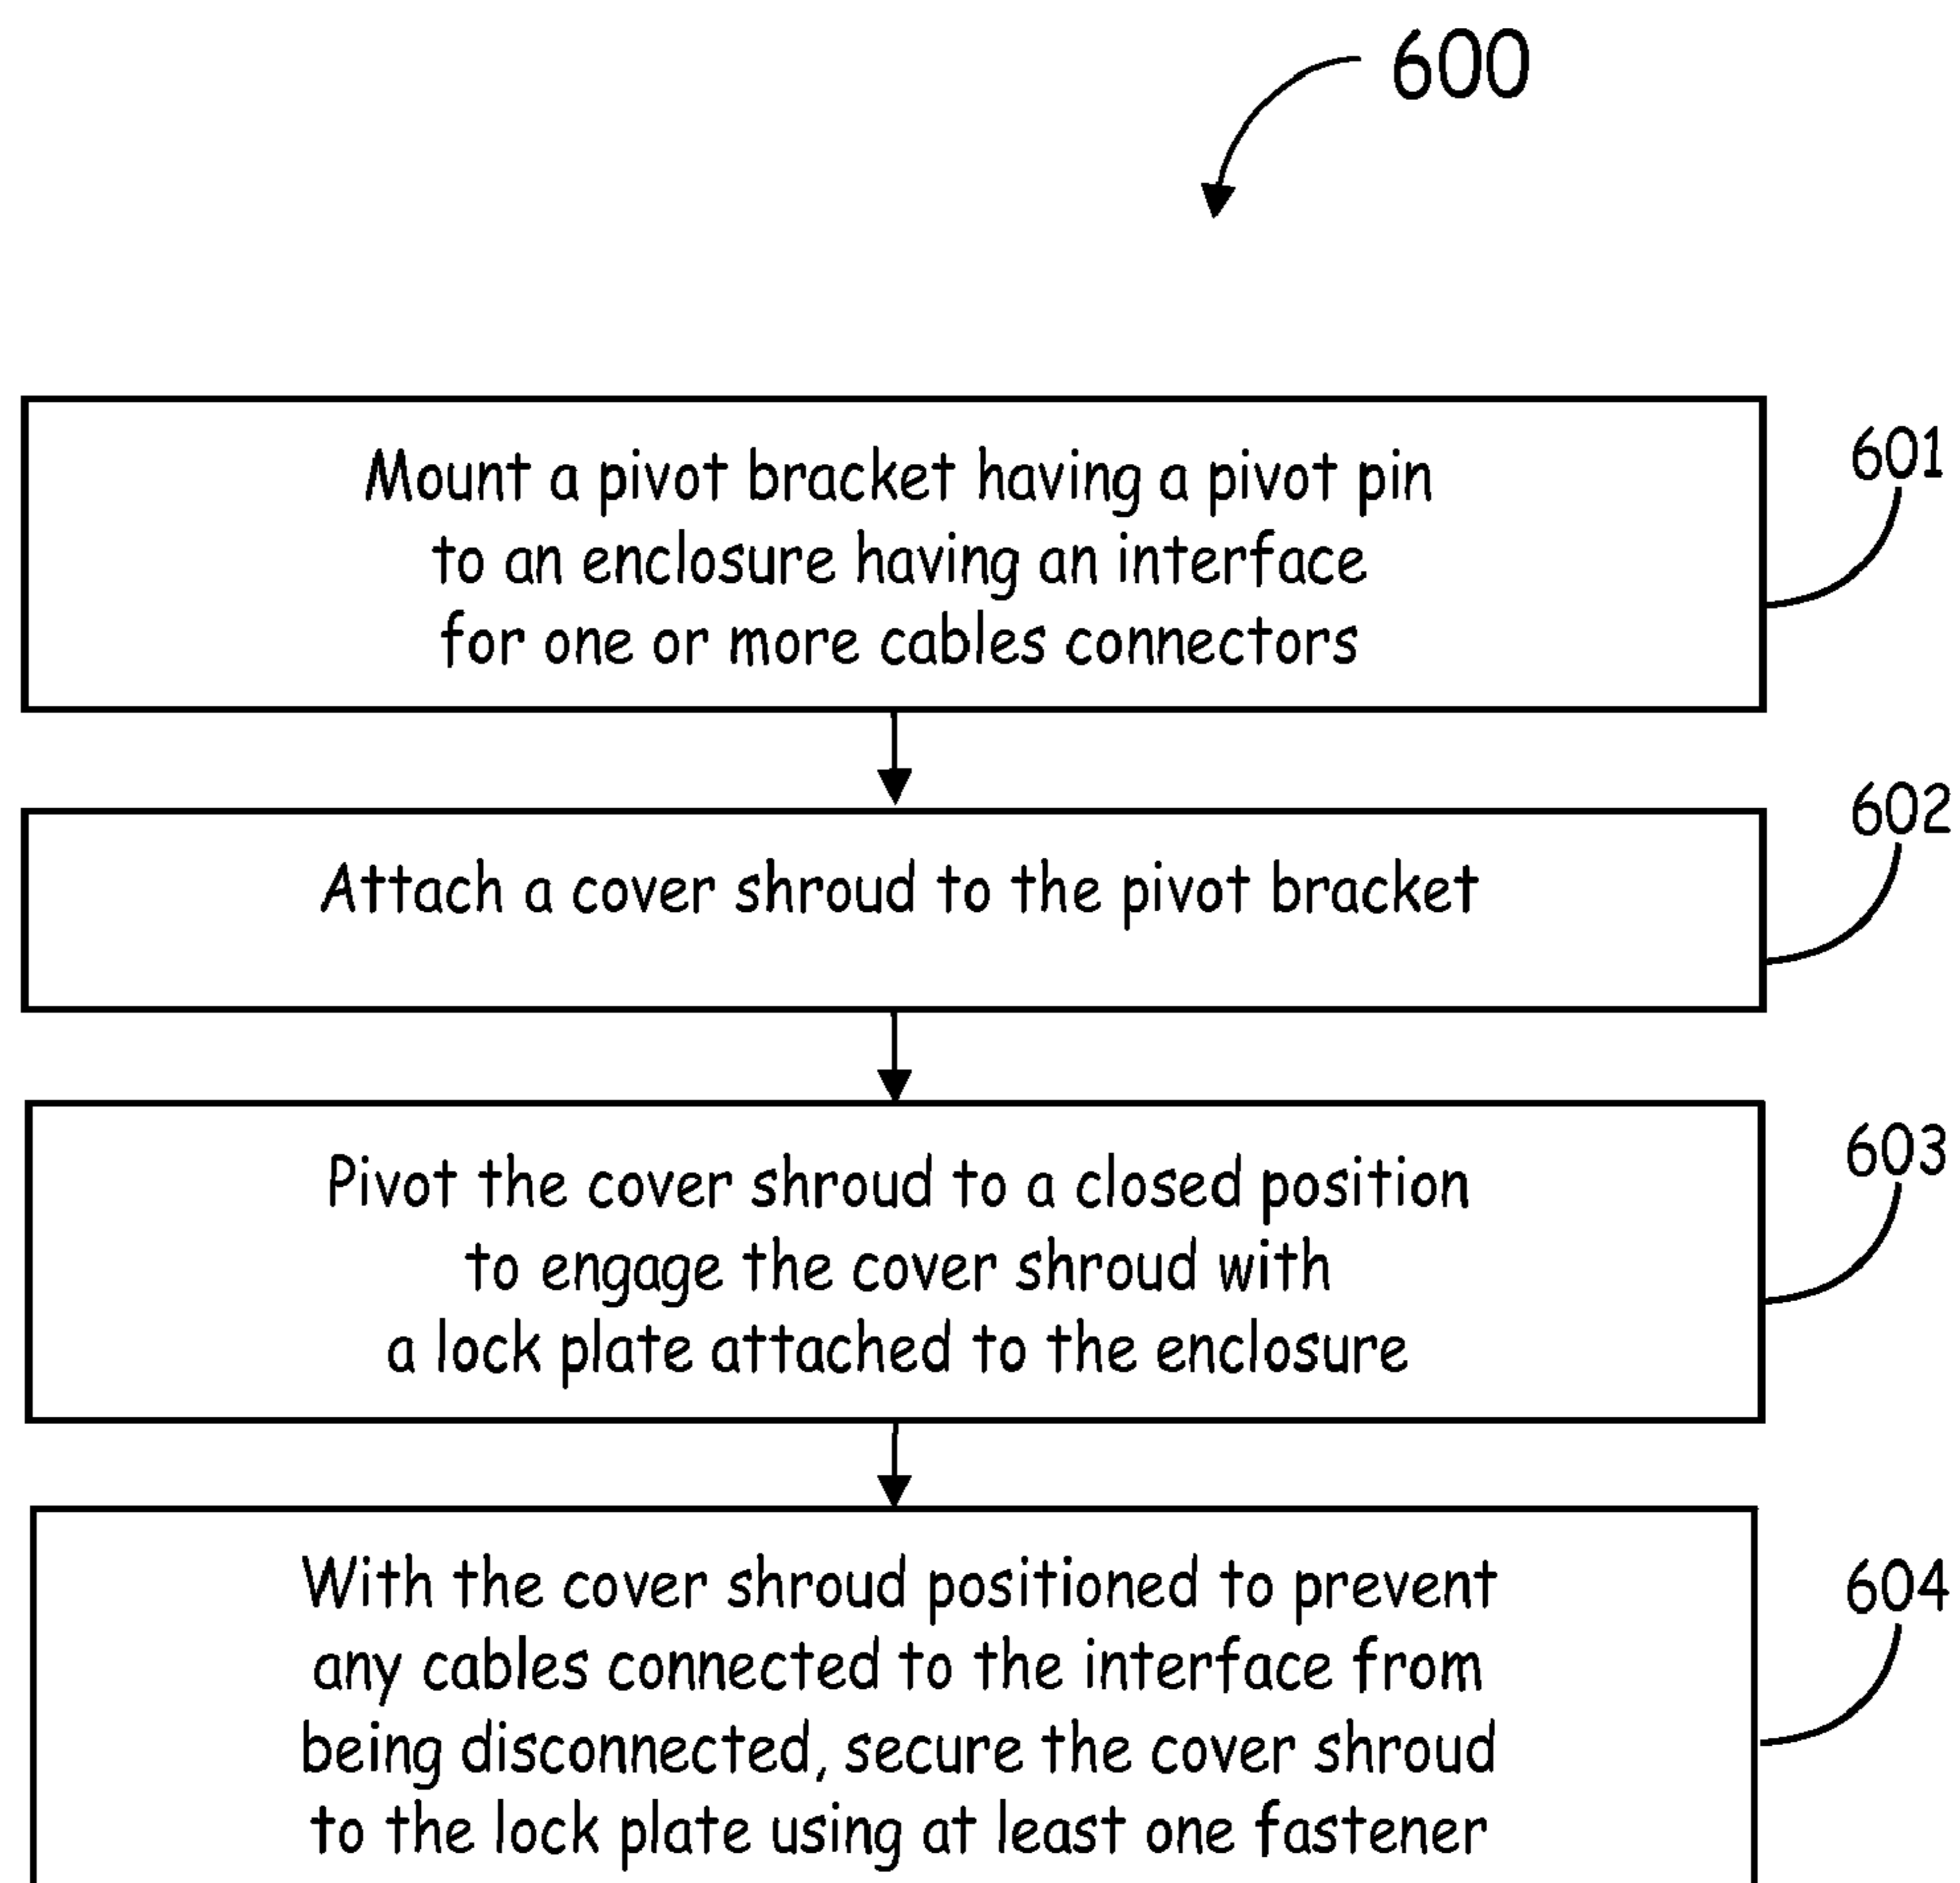 600
Mount a pivot bracket having a pivot pin
to an enclosure having an interface
for one or more cables connectors
601
Attach a cover shroud to the pivot bracket
602
Pivot the cover shroud to a closed position
to engage the cover shroud with
a lock plate attached to the enclosure
603
With the cover shroud positioned to prevent
any cables connected to the interface from
being disconnected, secure the cover shroud
to the lock plate using at least one fastener
604